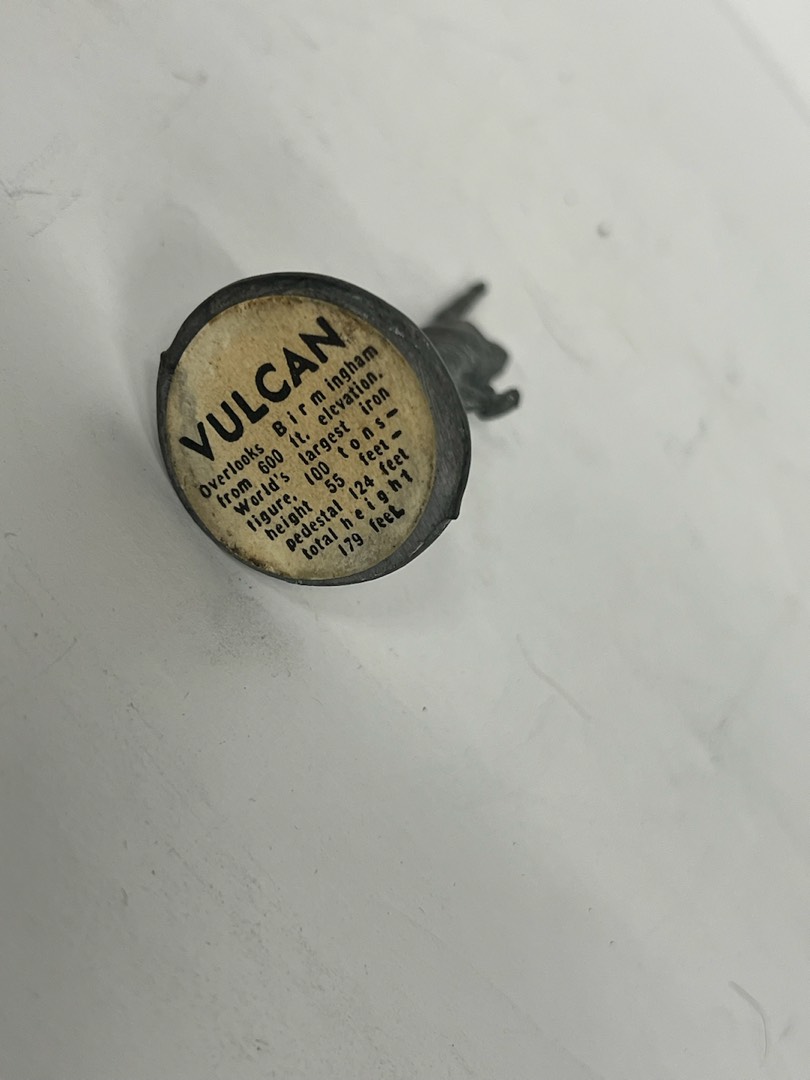 VULCAN
Overlooks Birmingham
from 600 ft. elevation.
World's largest iron
figure. 100 tons—
height 55 feet—
pedestal 124 feet
total height
179 feet